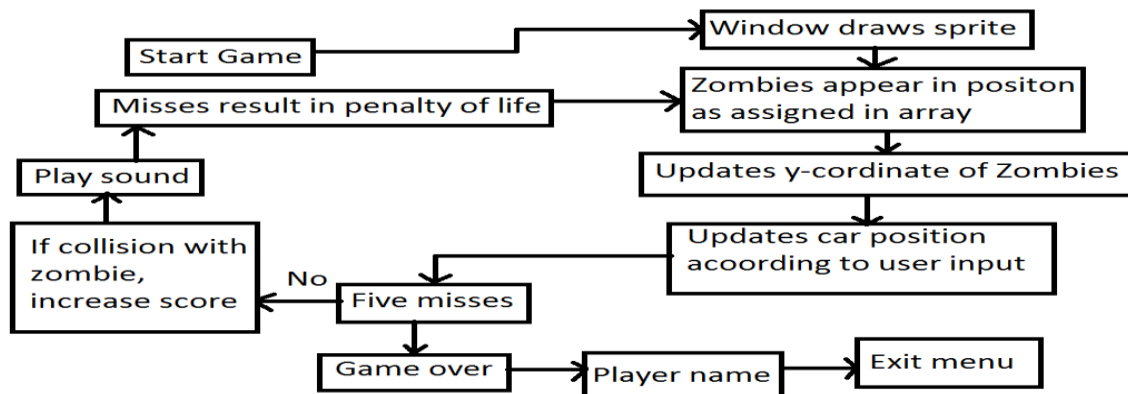 Start Game
Window draws sprite
Zombies appear in positon
as assigned in array
Misses result in penalty of life
Updates y-cordinate of Zombies
Play sound
Updates car position
acoording to user input
If collision with
zombie,
increase score
No
Five misses
Game over
Player name
Exit menu